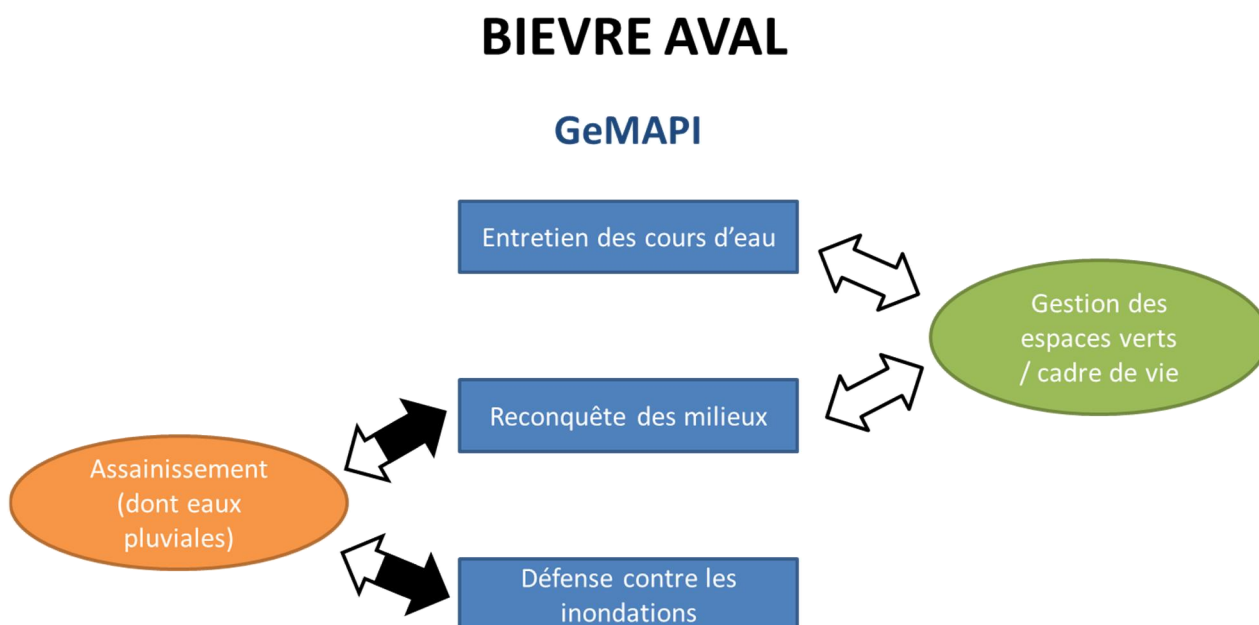 BIEVRE AVAL
GeMAPI
Entretien des cours d’eau
Gestion des
espaces verts
/ cadre de vie
Reconquête des milieux
Assainissement
(dont eaux
pluviales)
Défense contre les
inondations